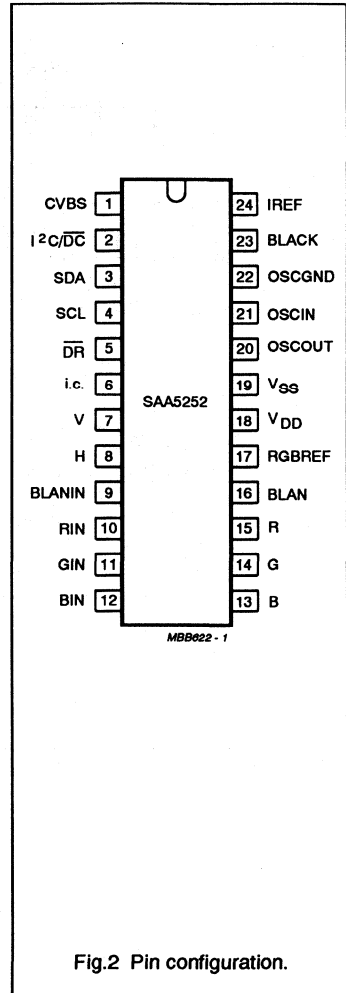 CVBS 1 24 IREF
I²C/D̅C̅ 2 23 BLACK
SDA 3 22 OSCGND
SCL 4 21 OSCIN
D̅R̅ 5 20 OSCOUT
i.c. 6 19 VSS
V 7 18 VDD
H 8 17 RGBREF
BLANIN 9 16 BLAN
RIN 10 15 R
GIN 11 14 G
BIN 12 13 B
SAA5252
MBB622 - 1
Fig.2 Pin configuration.